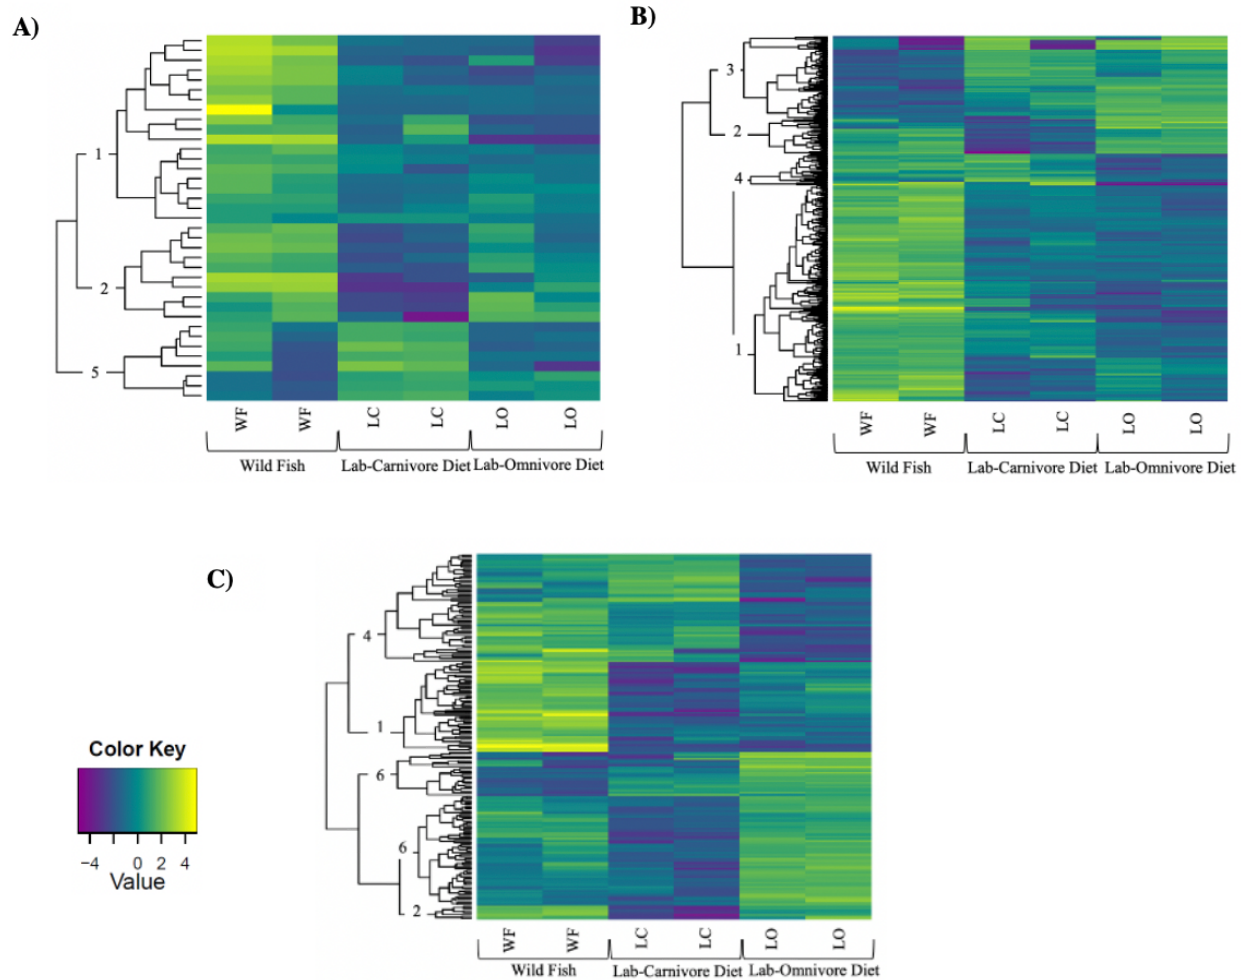 A)
1
2
5
WF
WF
LC
LC
LO
LO
Wild Fish
Lab-Carnivore Diet
Lab-Omnivore Diet
B)
3
2
4
1
WF
WF
LC
LC
LO
LO
Wild Fish
Lab-Carnivore Diet
Lab-Omnivore Diet
C)
4
1
6
6
2
WF
WF
LC
LC
LO
LO
Wild Fish
Lab-Carnivore Diet
Lab-Omnivore Diet
Color Key
−4 0 2 4
Value